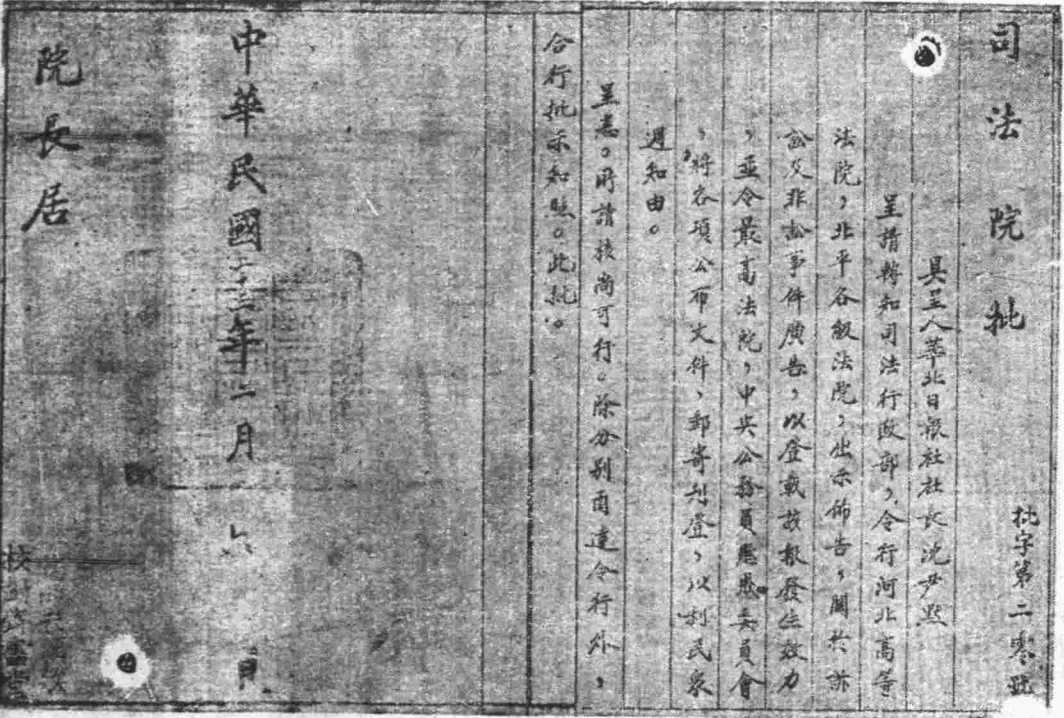 司法院批
批字第二零號
具呈人華北日報社社長沈尹默
呈請轉知司法行政部,令行河北高等
法院,北平各級法院,出示佈告,關於訴
訟及非訟事件廣告,以登載該報發生效力
,並令最高法院,中央公務員懲戒委員會
,將各項公布文件,郵寄刊登,以利民眾
週知由。
呈悉。所請核尚可行。除分別函達令行外,
合行批示知照。此批。
中華民國二十三年二月六日
院長居